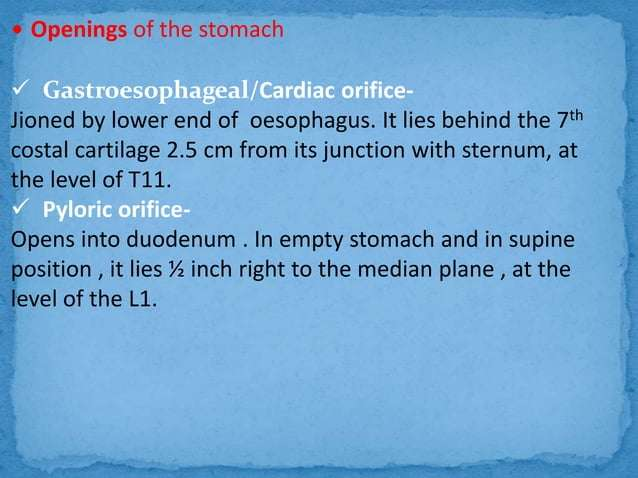 • Openings of the stomach
✓ Gastroesophageal/Cardiac orifice-
Jioned by lower end of oesophagus. It lies behind the 7th
costal cartilage 2.5 cm from its junction with sternum, at
the level of T11.
✓ Pyloric orifice-
Opens into duodenum . In empty stomach and in supine
position , it lies ½ inch right to the median plane , at the
level of the L1.